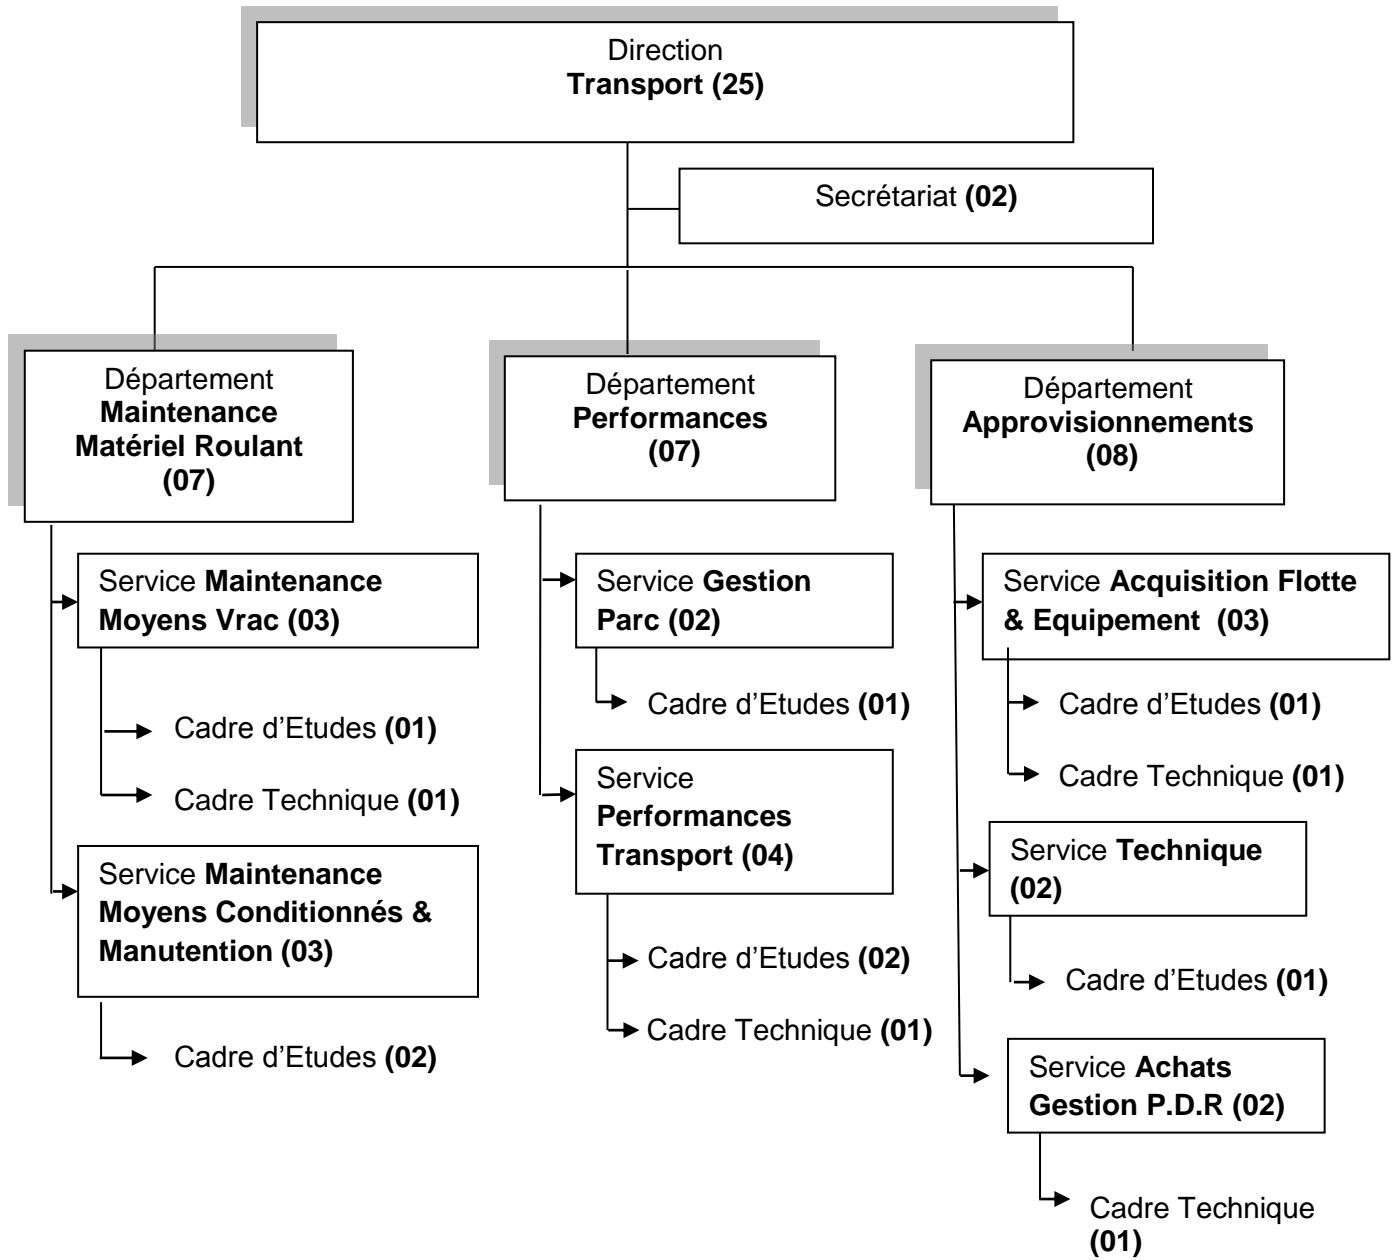 Direction
Transport (25)
Secrétariat (02)
Département
Maintenance
Matériel Roulant
(07)
Service Maintenance
Moyens Vrac (03)
Cadre d’Etudes (01)
Cadre Technique (01)
Service Maintenance
Moyens Conditionnés &
Manutention (03)
Cadre d’Etudes (02)
Département
Performances
(07)
Service Gestion
Parc (02)
Cadre d’Etudes (01)
Service
Performances
Transport (04)
Cadre d’Etudes (02)
Cadre Technique (01)
Département
Approvisionnements
(08)
Service Acquisition Flotte
& Equipement (03)
Cadre d’Etudes (01)
Cadre Technique (01)
Service Technique
(02)
Cadre d’Etudes (01)
Service Achats
Gestion P.D.R (02)
Cadre Technique
(01)